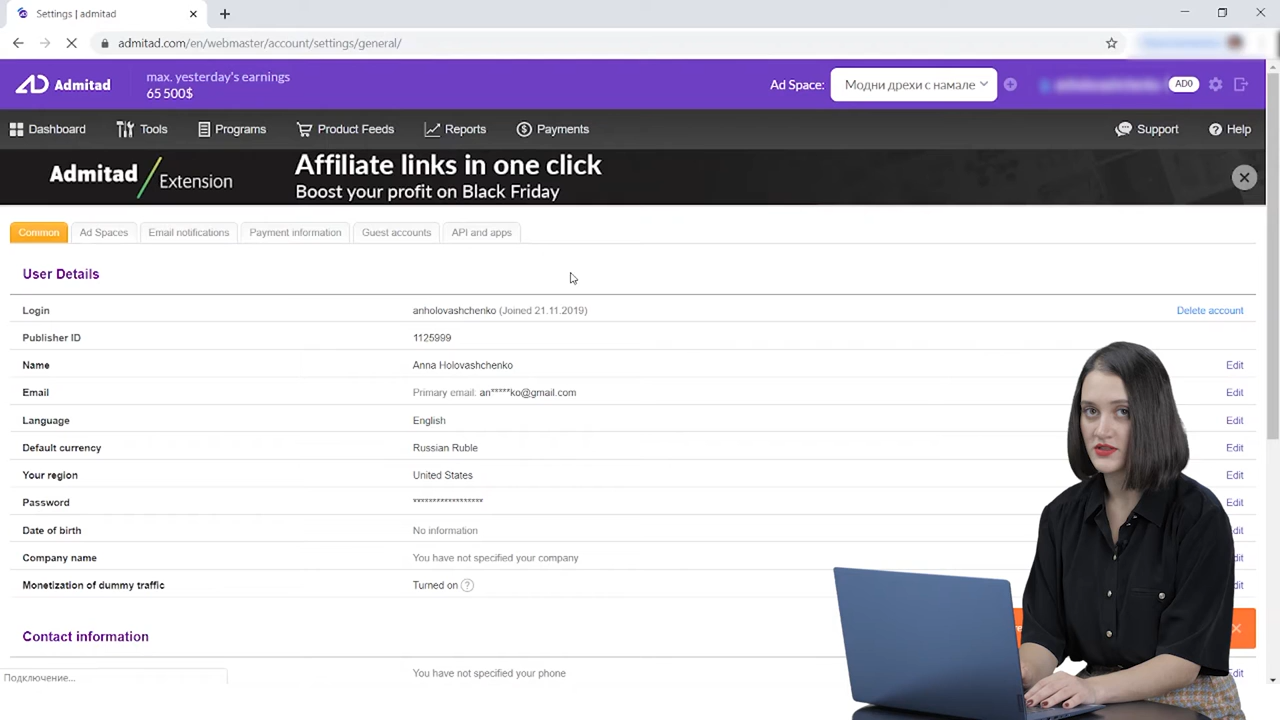 Settings | admitad
admitad.com/en/webmaster/account/settings/general/
Admitad
max. yesterday's earnings
65 500$
Ad Space:
Модни дрехи с намале
AD0
Dashboard
Tools
Programs
Product Feeds
Reports
Payments
Support
Help
Admitad Extension
Affiliate links in one click
Boost your profit on Black Friday
Common
Ad Spaces
Email notifications
Payment information
Guest accounts
API and apps
User Details
Login anholovashchenko (Joined 21.11.2019) Delete account
Publisher ID 1125999
Name Anna Holovashchenko Edit
Email Primary email: an*****ko@gmail.com Edit
Language English Edit
Default currency Russian Ruble Edit
Your region United States Edit
Password ***************** Edit
Date of birth No information
Company name You have not specified your company
Monetization of dummy traffic Turned on ?
Contact information
You have not specified your phone
Подключение...